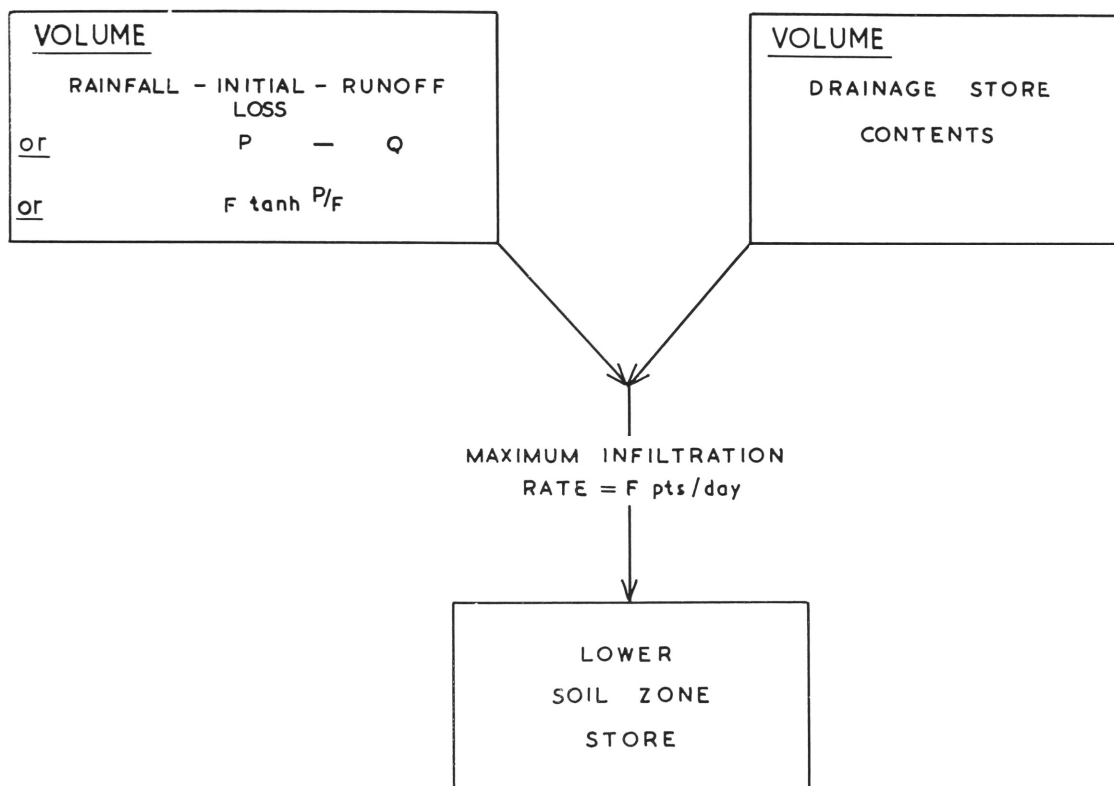 VOLUME
RAINFALL - INITIAL - RUNOFF
LOSS
or P — Q
or F tanh P/F
VOLUME
DRAINAGE STORE
CONTENTS
MAXIMUM INFILTRATION
RATE = F pts/day
LOWER
SOIL ZONE
STORE